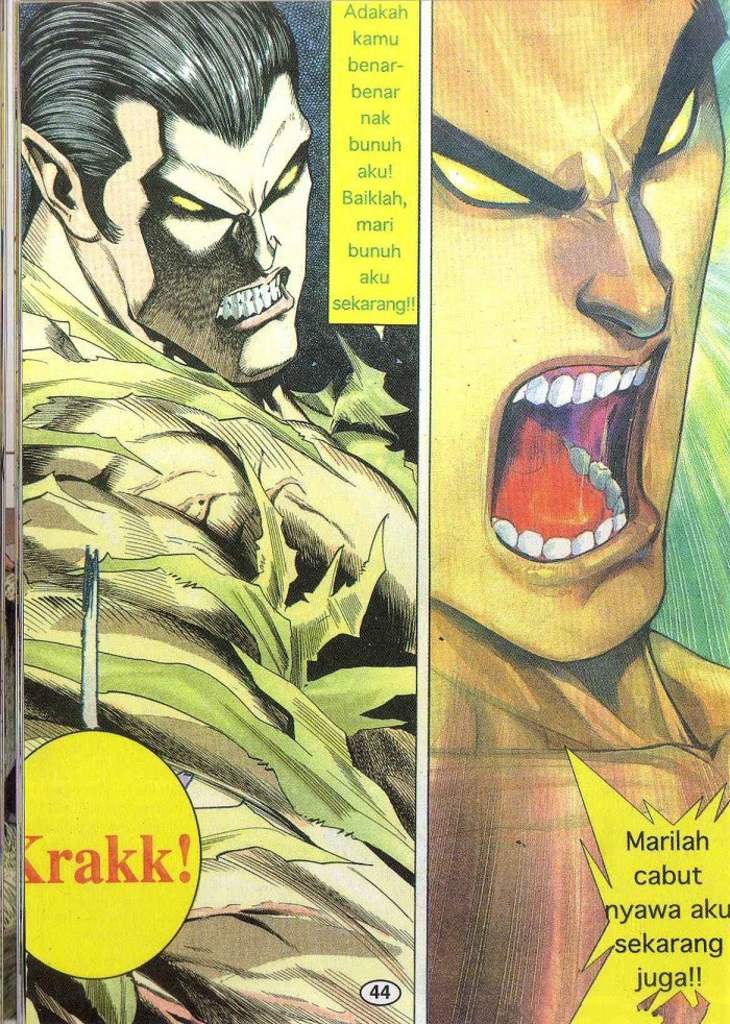 Adakah
kamu
benar-
benar
nak
bunuh
aku!
Baiklah,
mari
bunuh
aku
sekarang!!
Krakk!
Marilah
cabut
nyawa aku
sekarang
juga!!
44